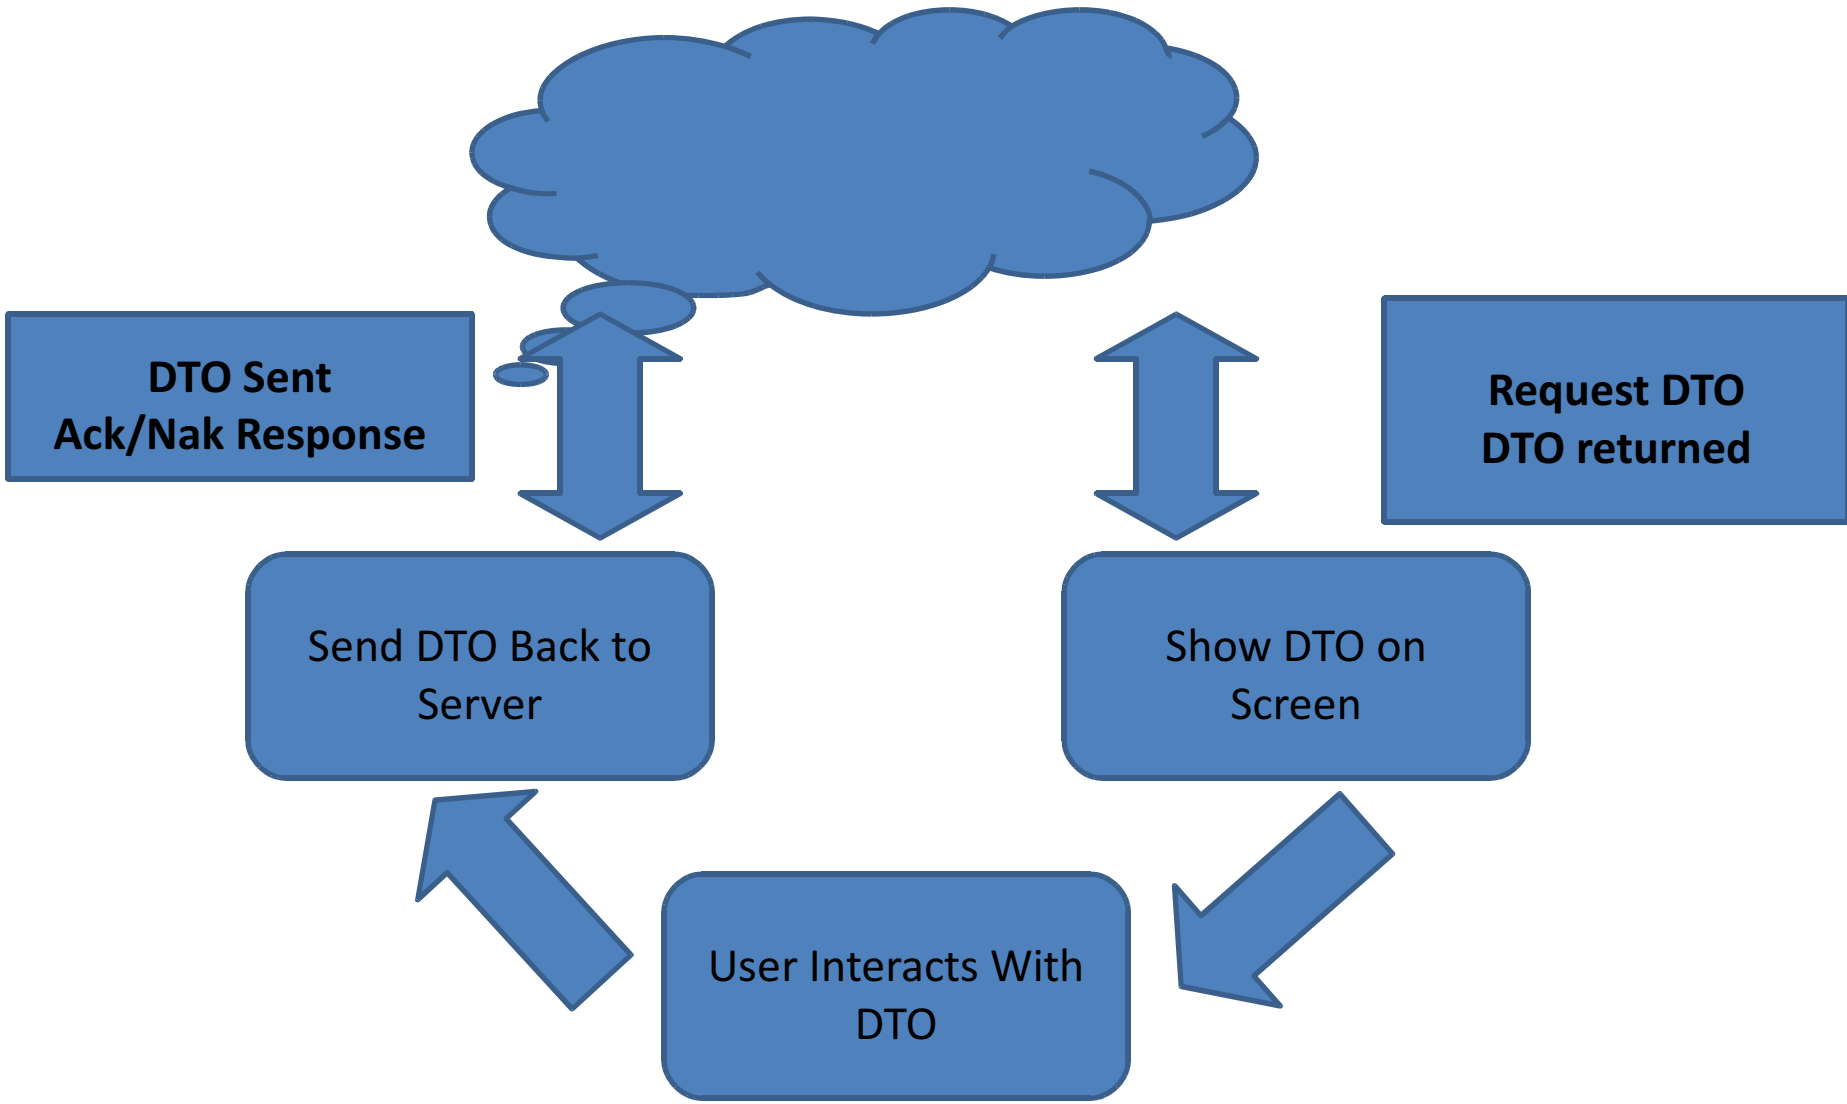 DTO Sent
Ack/Nak Response
Request DTO
DTO returned
Send DTO Back to
Server
Show DTO on
Screen
User Interacts With
DTO